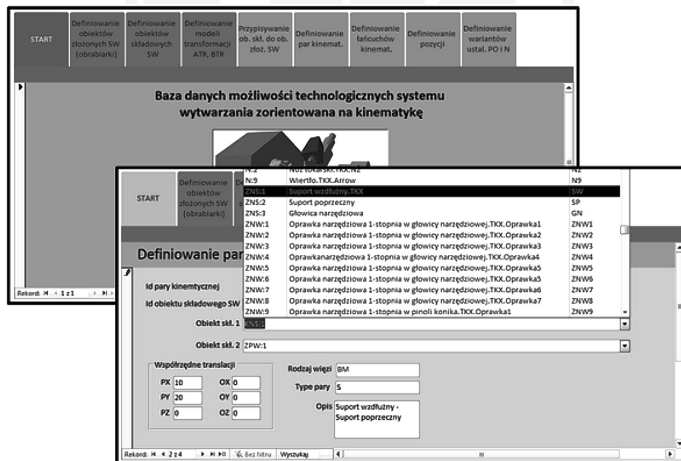 START
Definiowanie obiektów złożonych SW (obrabiarki)
Definiowanie obiektów składowych SW
Definiowanie modeli transformacji ATR, BTR
Przypisywanie ob. skł. do ob. złoż. SW
Definiowanie par kinemat.
Definiowanie łańcuchów kinemat.
Definiowanie pozycji
Definiowanie wariantów ustal. PO i N
Baza danych możliwości technologicznych systemu
wytwarzania zorientowana na kinematykę
Rekord: 1 z 1
START
Definiowanie obiektów złożonych SW (obrabiarki)
N:2 Nóż tokarski.TKX.N2 N2
N:9 Wiertło.TKX.Arrow N9
ZNS:1 Suport wzdłużny.TKX SW
ZNS:2 Suport poprzeczny SP
ZNS:3 Głowica narzędziowa GN
ZNW:1 Oprawka narzędziowa 1-stopnia w głowicy narzędziowej.TKX.Oprawka1 ZNW1
ZNW:2 Oprawka narzędziowa 1-stopnia w głowicy narzędziowej.TKX.Oprawka2 ZNW2
ZNW:3 Oprawka narzędziowa 1-stopnia w głowicy narzędziowej.TKX.Oprawka3 ZNW3
ZNW:4 Oprawkanarzędziowa 1-stopnia w głowicy narzędziowej.TKX.Oprawka4 ZNW4
ZNW:5 Oprawka narzędziowa 1-stopnia w głowicy narzędziowej.TKX.Oprawka5 ZNW5
ZNW:6 Oprawka narzędziowa 1-stopnia w głowicy narzędziowej.TKX.Oprawka5 ZNW6
ZNW:7 Oprawka narzędziowa 1-stopnia w głowicy narzędziowej.TKX.Oprawka6 ZNW7
ZNW:8 Oprawka narzędziowa 1-stopnia w głowicy narzędziowej.TKX.Oprawka7 ZNW8
ZNW:9 Oprawka narzędziowa 1-stopnia w pinoli konika.TKX.Oprawka1 ZNW9
Definiowanie par
Id pary kinemtycznej
Id obiektu składowego SW
Obiekt skł. 1
Obiekt skł. 2 ZPW:1
Współrzędne translacji
PX 10 OX 0
PY 20 OY 0
PZ 0 OZ 0
Rodzaj więzi BM
Type pary S
Opis Suport wzdłużny -
Suport poprzeczny
Rekord: 2 z 4 Bez filtru Wyszukaj